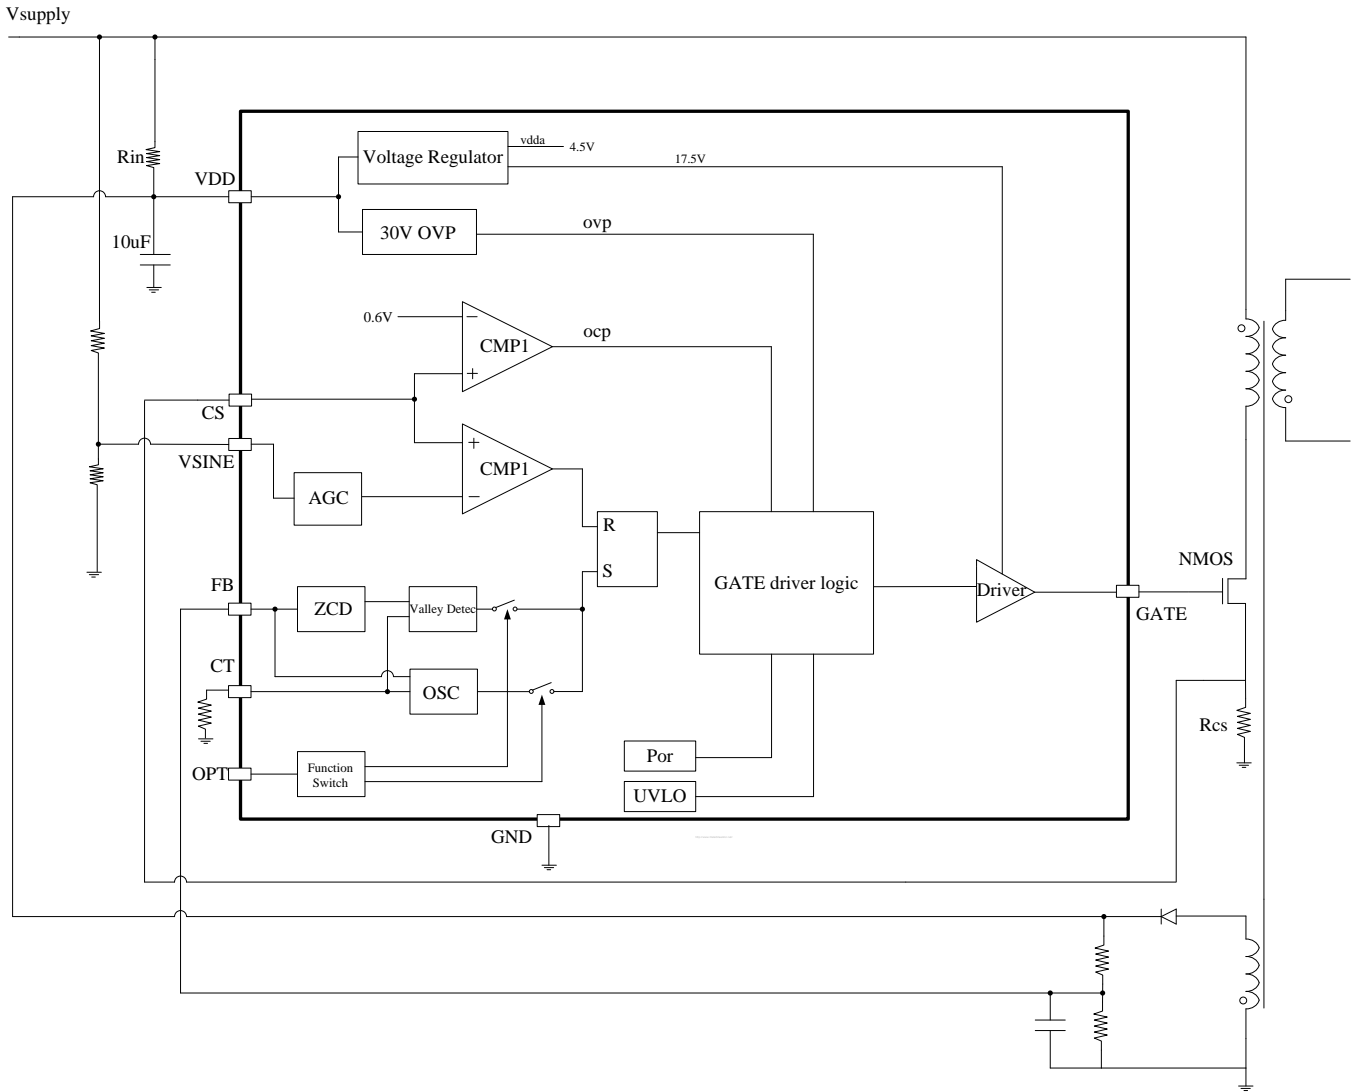 Vsupply
Rin
VDD
10uF
Voltage Regulator
vdda
4.5V
17.5V
30V OVP
ovp
0.6V
−
CMP1
+
ocp
CS
VSINE
+
CMP1
−
AGC
R
S
GATE driver logic
Driver
NMOS
GATE
FB
ZCD
Valley Detec
CT
OSC
OPT
Function
Switch
Por
UVLO
Rcs
GND